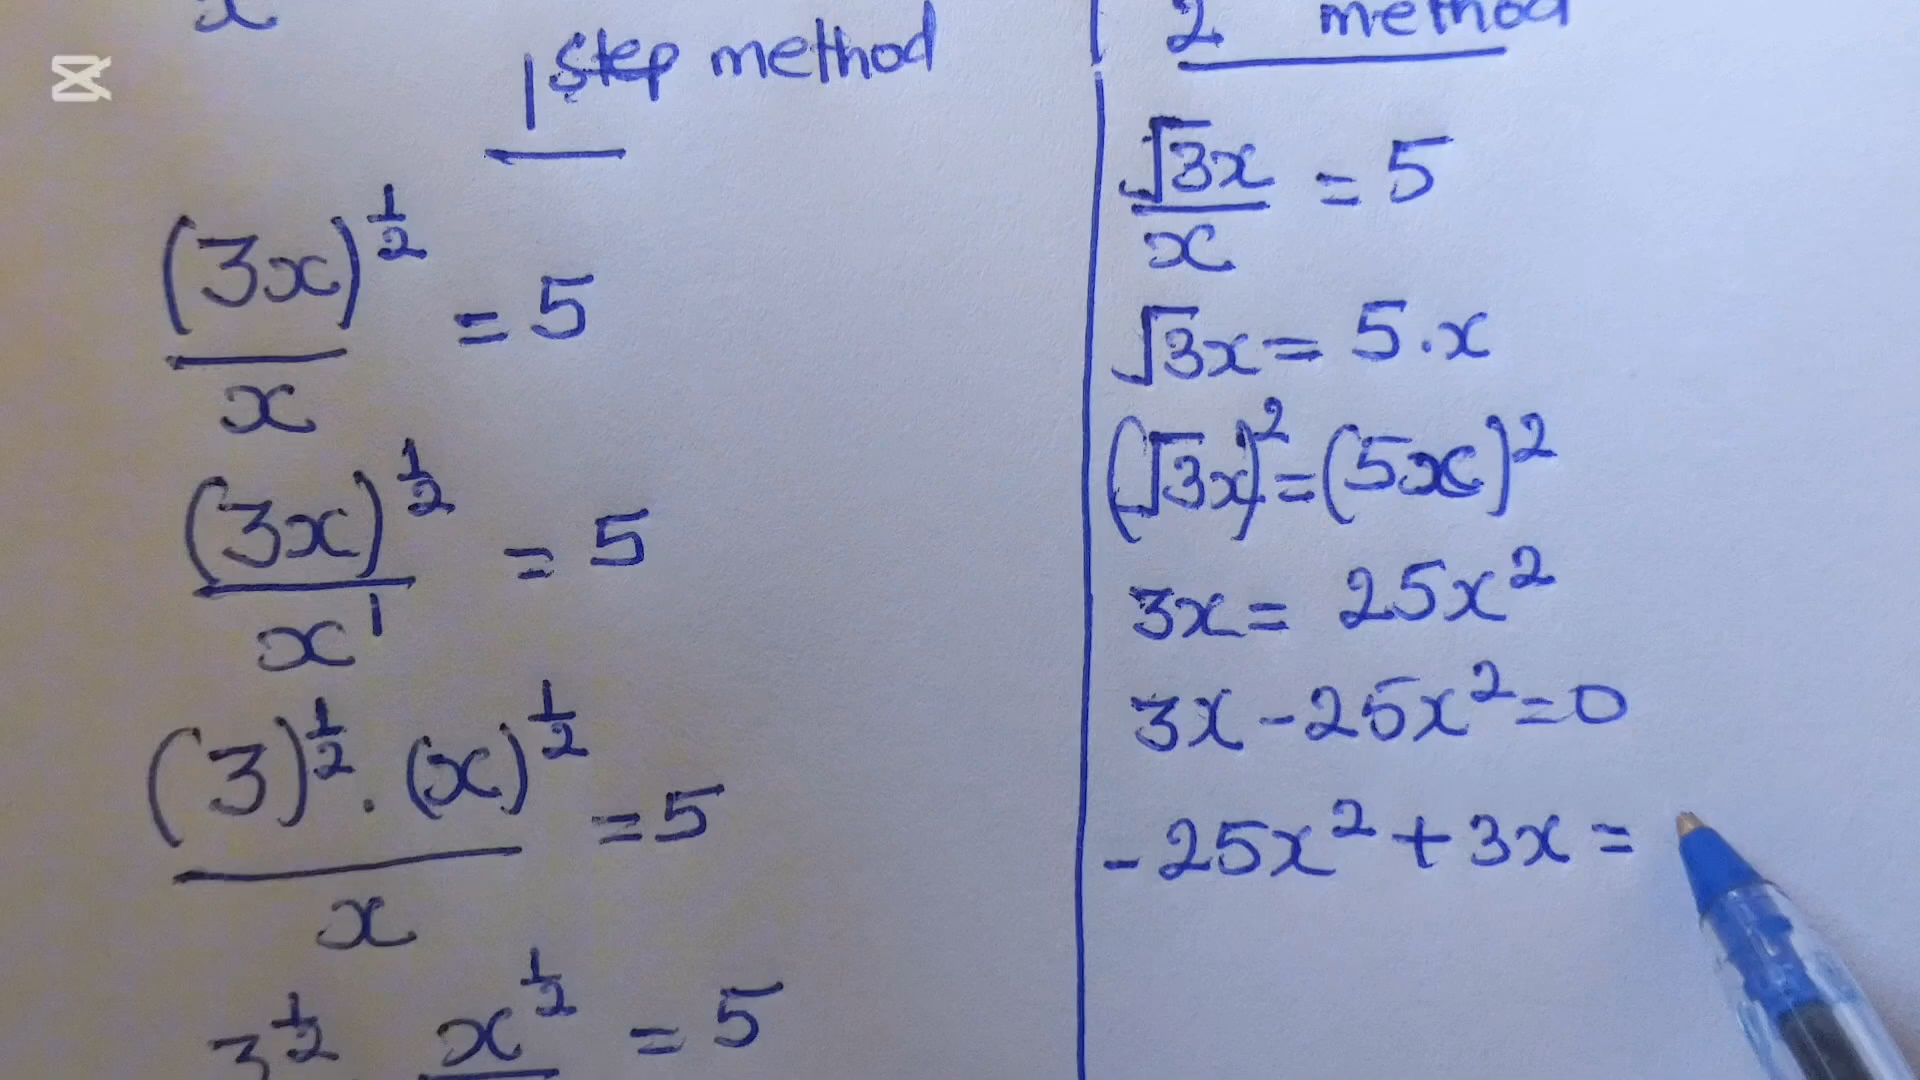 x
1 step method
(3x)^½ / x = 5
(3x)^½ / x^1 = 5
(3)^½ . (x)^½ / x = 5
3^½ x^½ = 5
2 method
√3x / x = 5
√3x = 5.x
(√3x)^2 = (5x)^2
3x = 25x^2
3x - 25x^2 = 0
- 25x^2 + 3x =